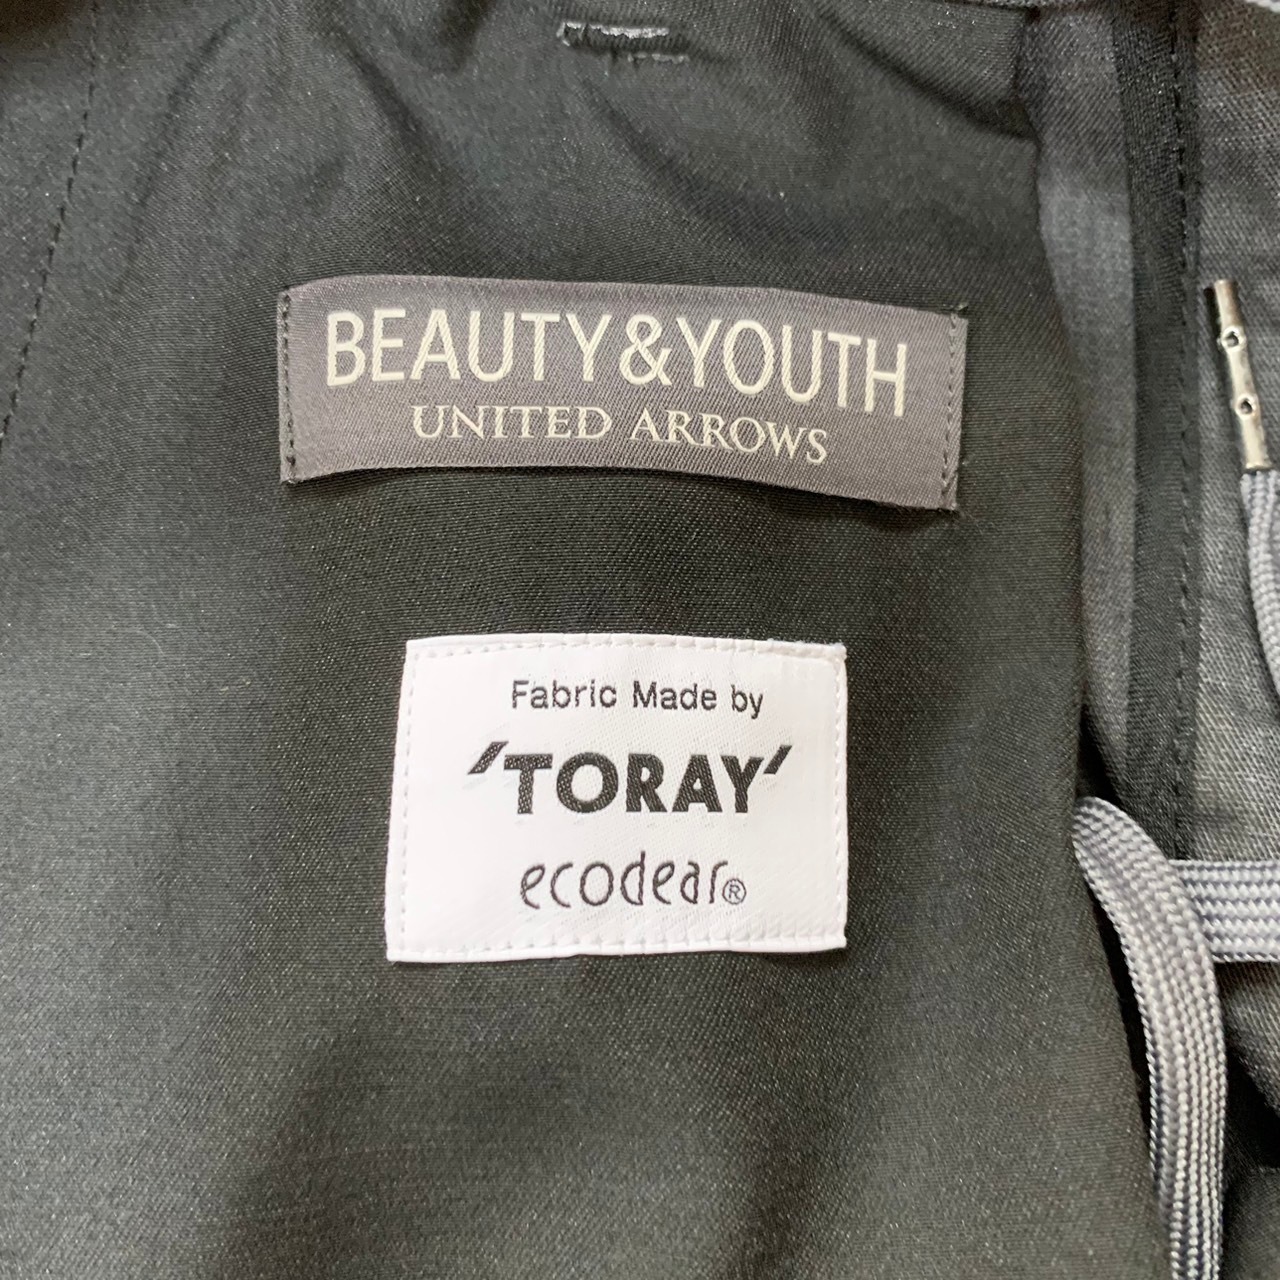 BEAUTY&YOUTH
UNITED ARROWS
Fabric Made by
'TORAY'
ecodear®